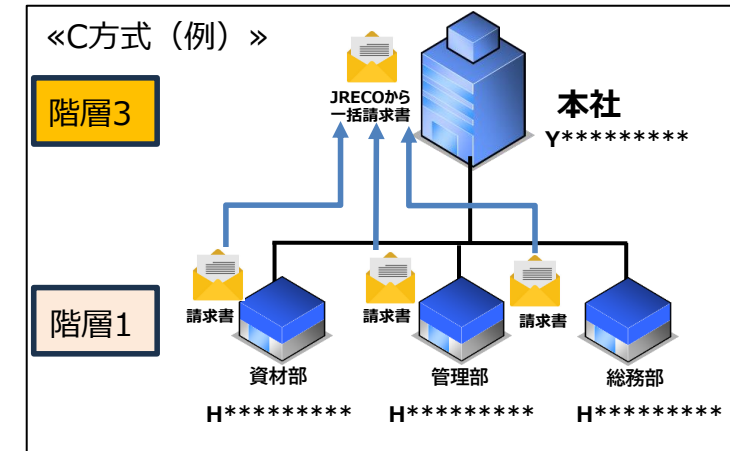 ≪C方式（例）≫
階層3
JRECOから
一括請求書
本社
Y*********
階層1
請求書
請求書
請求書
資材部
管理部
総務部
H*********
H*********
H*********